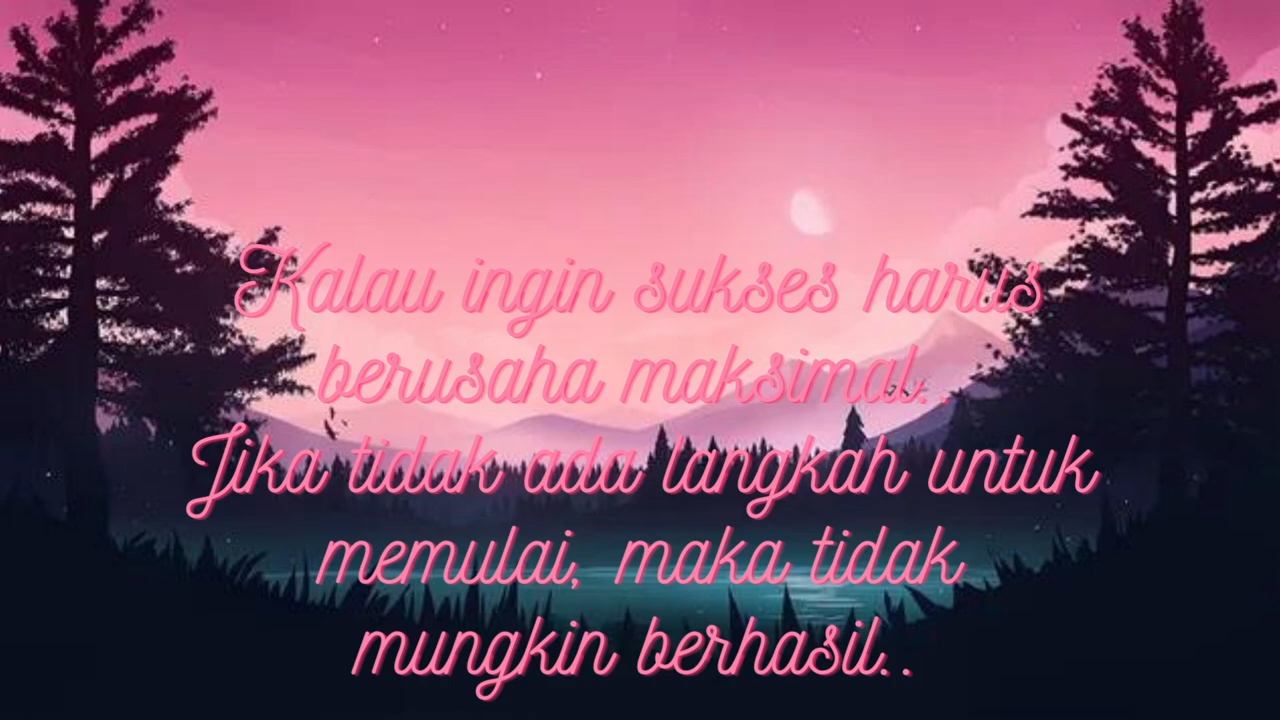 Kalau ingin sukses harus
berusaha maksimal..
Jika tidak ada langkah untuk
memulai, maka tidak
mungkin berhasil..